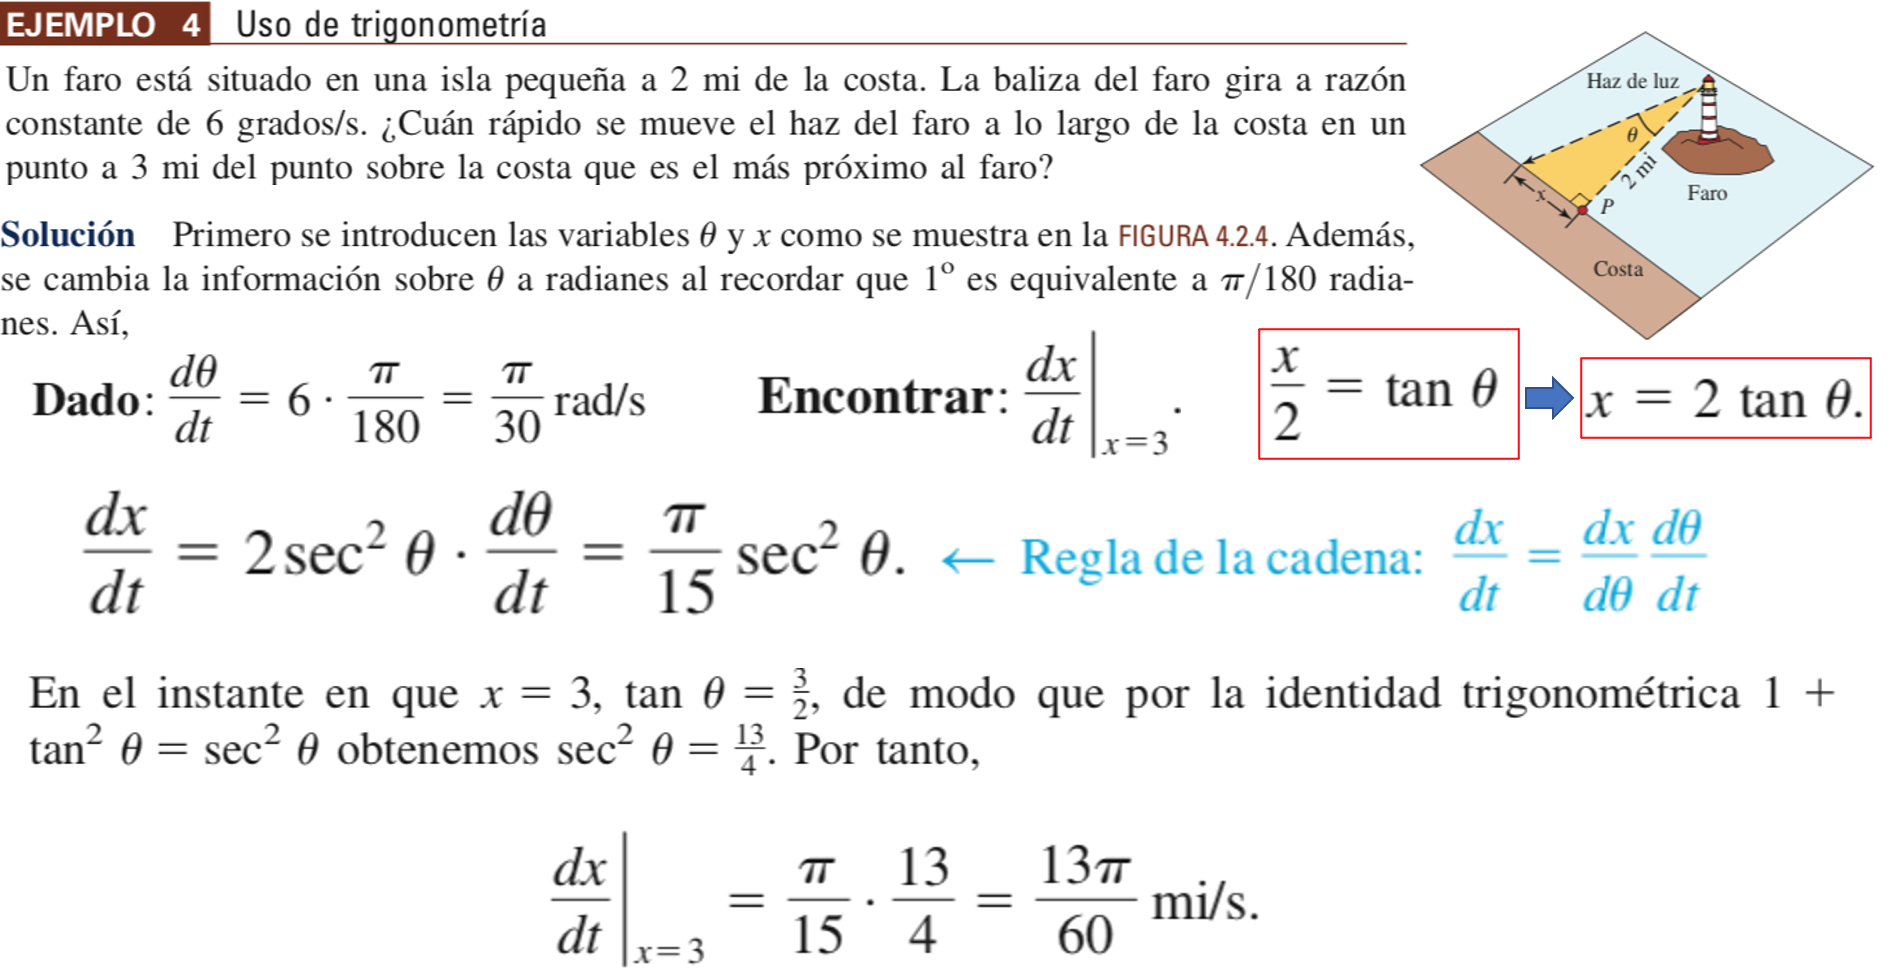 EJEMPLO 4 Uso de trigonometría
Un faro está situado en una isla pequeña a 2 mi de la costa. La baliza del faro gira a razón
constante de 6 grados/s. ¿Cuán rápido se mueve el haz del faro a lo largo de la costa en un
punto a 3 mi del punto sobre la costa que es el más próximo al faro?
Haz de luz
θ
2 mi
x
P
Faro
Costa
Solución Primero se introducen las variables θ y x como se muestra en la FIGURA 4.2.4. Además,
se cambia la información sobre θ a radianes al recordar que 1° es equivalente a π/180 radia-
nes. Así,
Dado: dθ/dt = 6 · π/180 = π/30 rad/s Encontrar: dx/dt |x=3 . x/2 = tan θ x = 2 tan θ.
dx/dt = 2 sec² θ · dθ/dt = π/15 sec² θ. ← Regla de la cadena: dx/dt = dx/dθ dθ/dt
En el instante en que x = 3, tan θ = 3/2, de modo que por la identidad trigonométrica 1 +
tan² θ = sec² θ obtenemos sec² θ = 13/4. Por tanto,
dx/dt |x=3 = π/15 · 13/4 = 13π/60 mi/s.